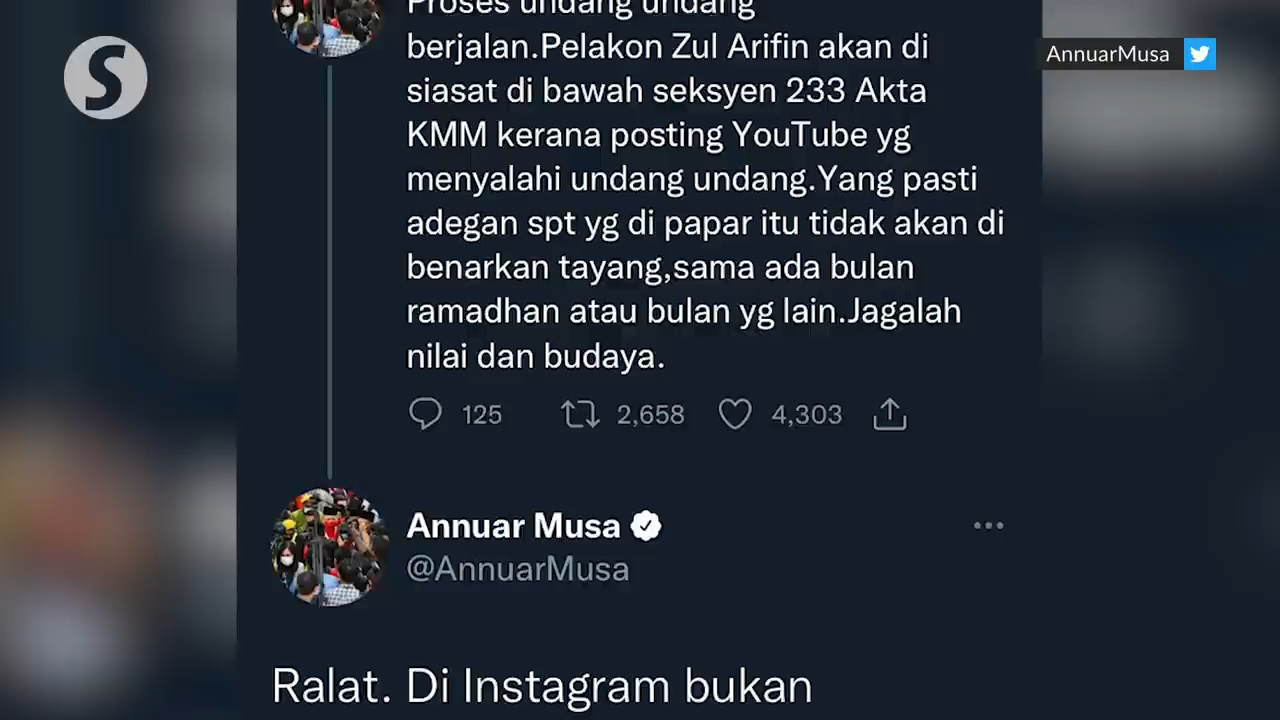 Proses undang undang
AnnuarMusa
S
berjalan.Pelakon Zul Arifin akan di
siasat di bawah seksyen 233 Akta
KMM kerana posting YouTube yg
menyalahi undang undang.Yang pasti
adegan spt yg di papar itu tidak akan di
benarkan tayang,sama ada bulan
ramadhan atau bulan yg lain.Jagalah
nilai dan budaya.
125 2,658 4,303
Annuar Musa
@AnnuarMusa
Ralat. Di Instagram bukan